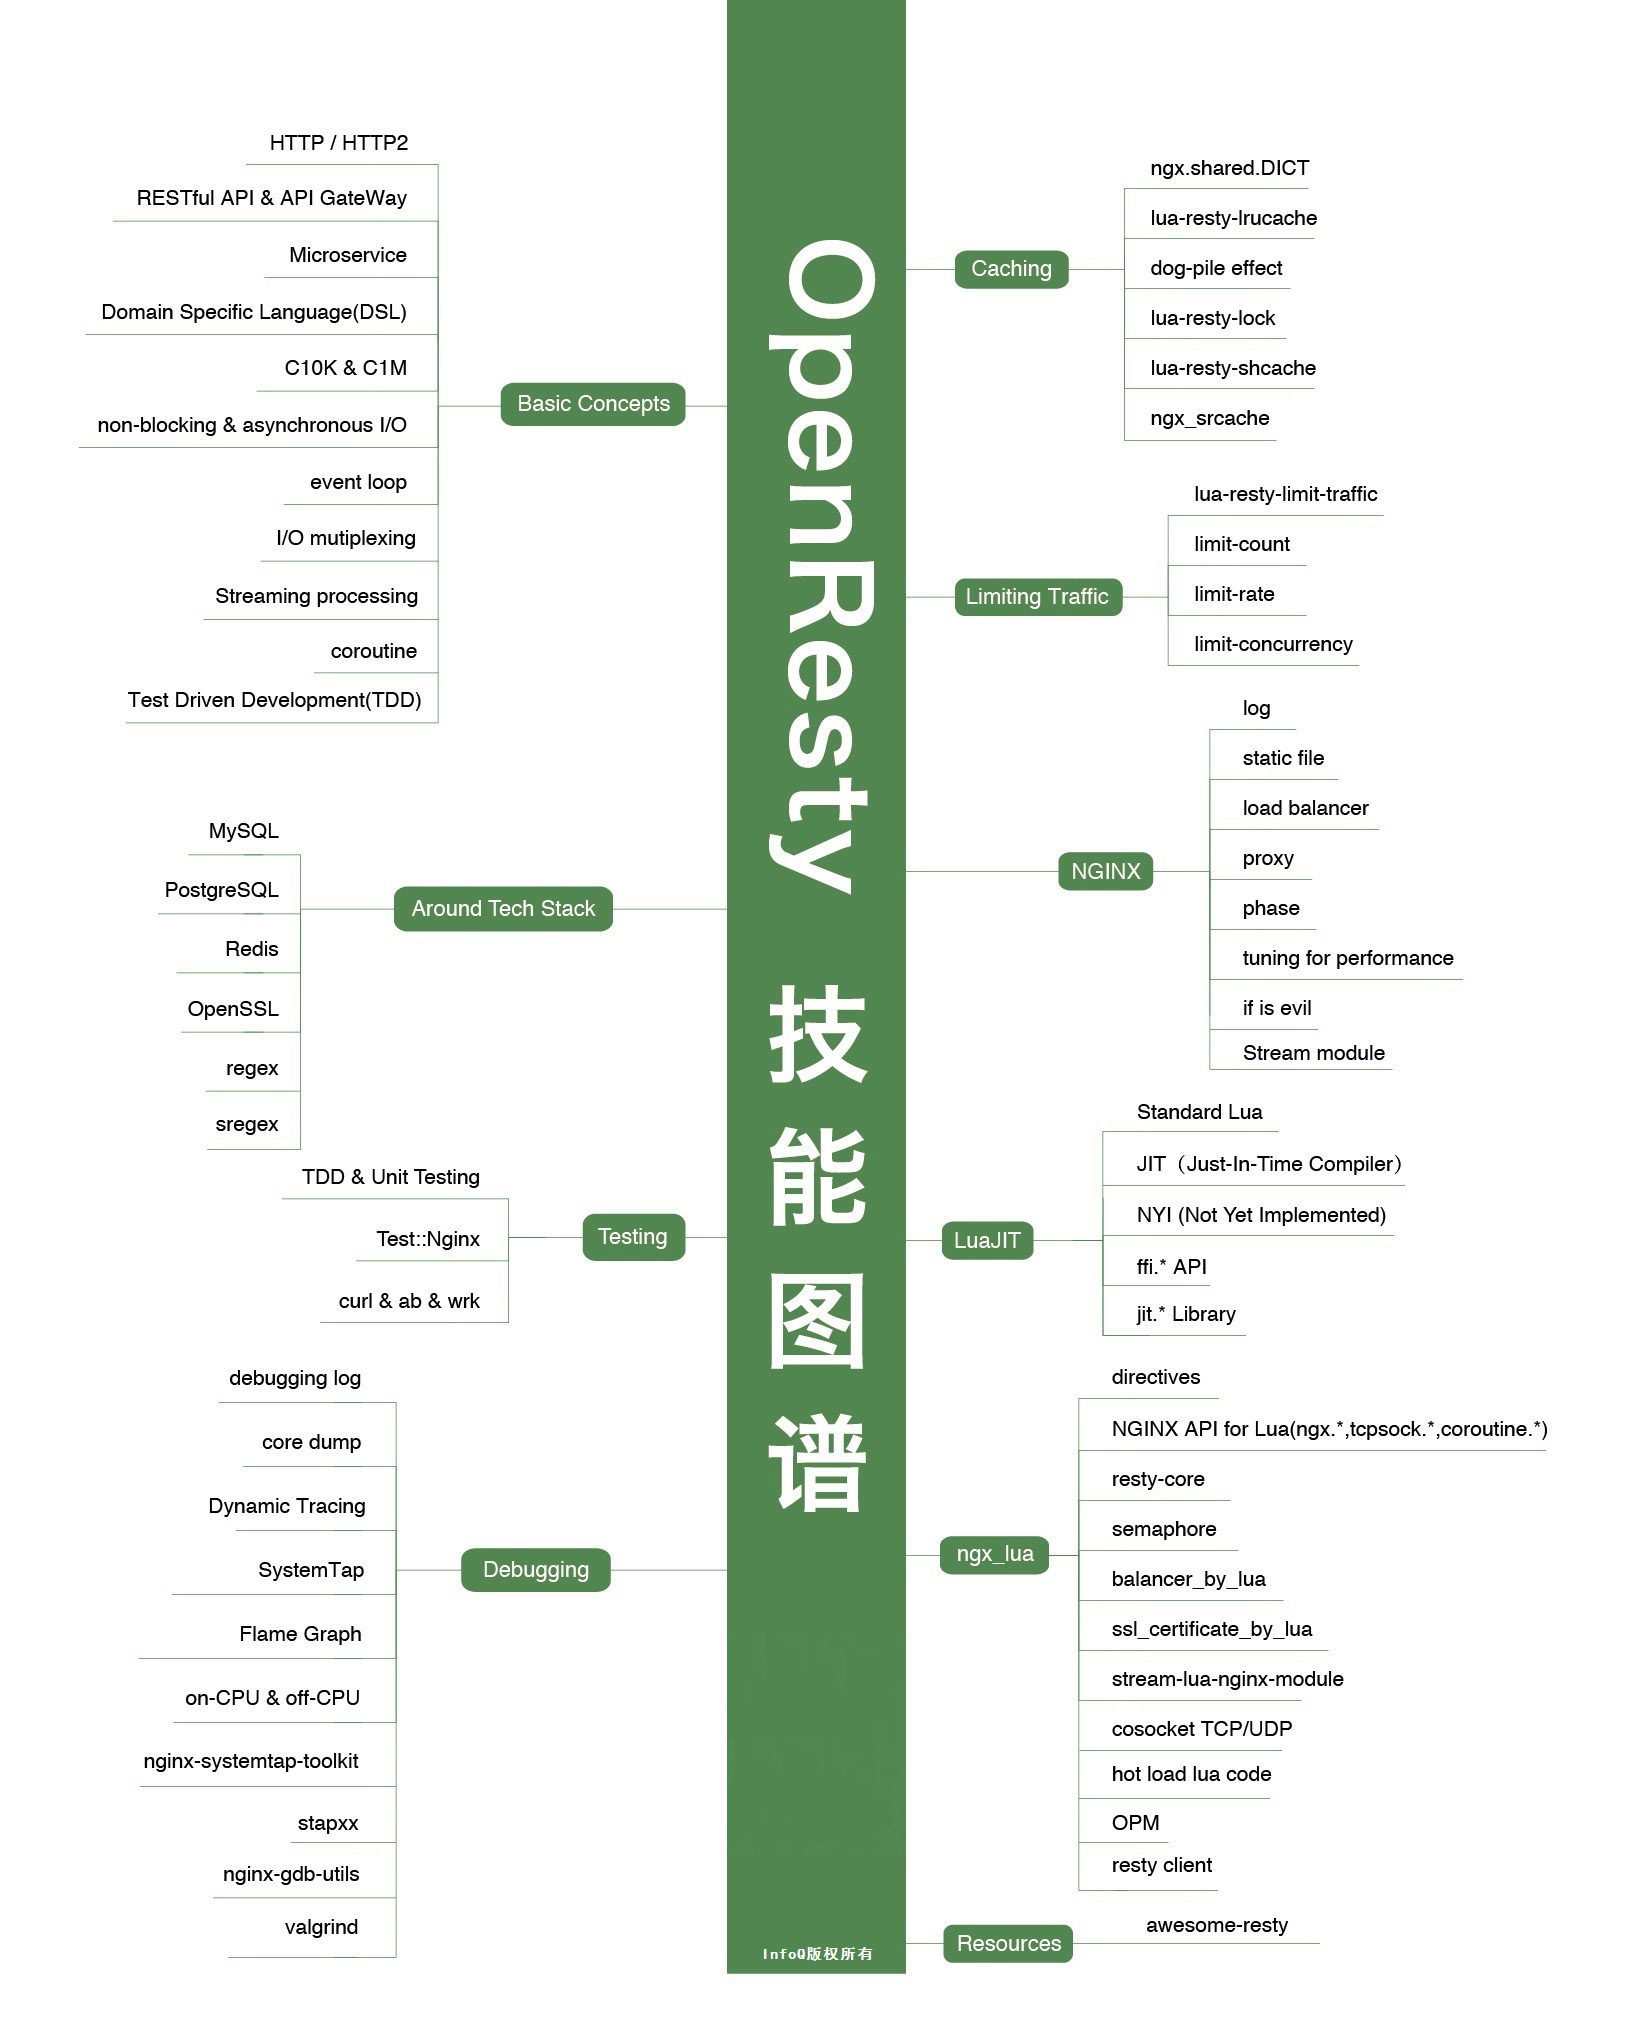 OpenResty 技能图谱
HTTP / HTTP2
RESTful API & API GateWay
Microservice
Domain Specific Language(DSL)
C10K & C1M
non-blocking & asynchronous I/O
event loop
I/O mutiplexing
Streaming processing
coroutine
Test Driven Development(TDD)
Basic Concepts
MySQL
PostgreSQL
Redis
OpenSSL
regex
sregex
Around Tech Stack
TDD & Unit Testing
Test::Nginx
curl & ab & wrk
Testing
debugging log
core dump
Dynamic Tracing
SystemTap
Flame Graph
on-CPU & off-CPU
nginx-systemtap-toolkit
stapxx
nginx-gdb-utils
valgrind
Debugging
Caching
ngx.shared.DICT
lua-resty-lrucache
dog-pile effect
lua-resty-lock
lua-resty-shcache
ngx_srcache
Limiting Traffic
lua-resty-limit-traffic
limit-count
limit-rate
limit-concurrency
NGINX
log
static file
load balancer
proxy
phase
tuning for performance
if is evil
Stream module
LuaJIT
Standard Lua
JIT（Just-In-Time Compiler）
NYI (Not Yet Implemented)
ffi.* API
jit.* Library
ngx_lua
directives
NGINX API for Lua(ngx.*,tcpsock.*,coroutine.*)
resty-core
semaphore
balancer_by_lua
ssl_certificate_by_lua
stream-lua-nginx-module
cosocket TCP/UDP
hot load lua code
OPM
resty client
Resources
awesome-resty
InfoQ版权所有